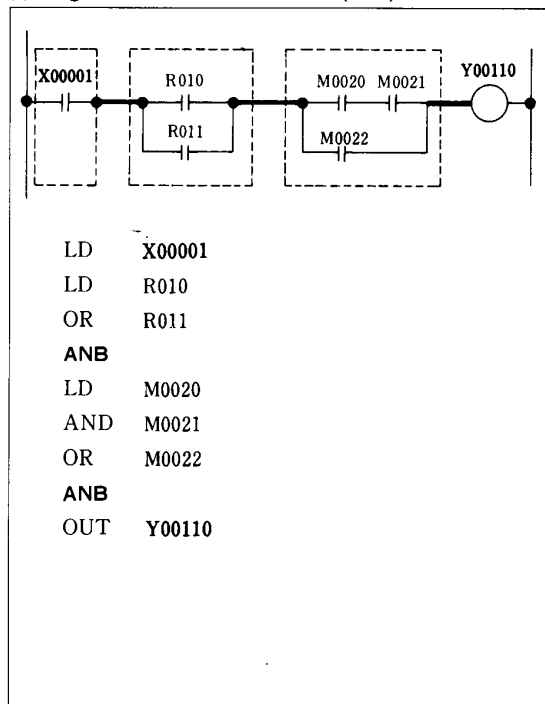 X00001 R010 M0020 M0021 Y00110
R011 M0022
LD X00001
LD R010
OR R011
ANB
LD M0020
AND M0021
OR M0022
ANB
OUT Y00110